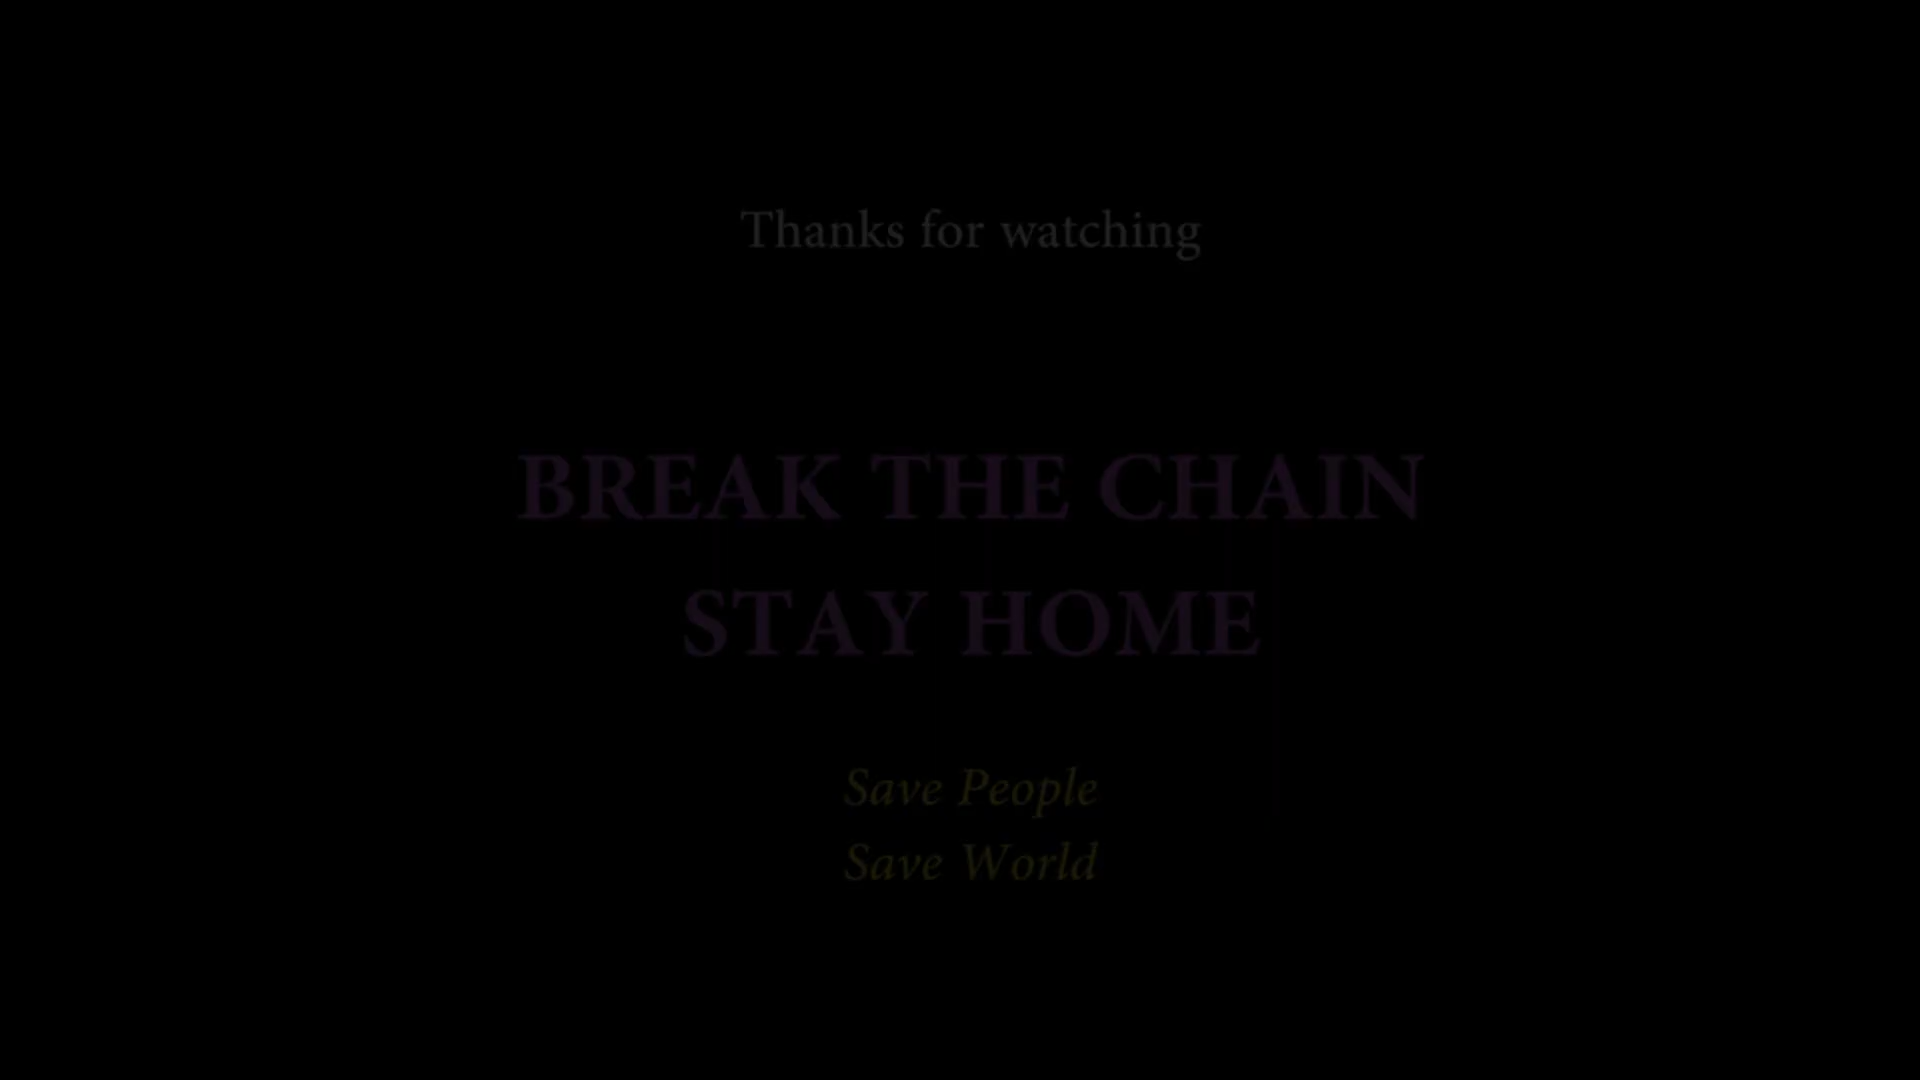 Thanks for watching
BREAK THE CHAIN
STAY HOME
Save People
Save World